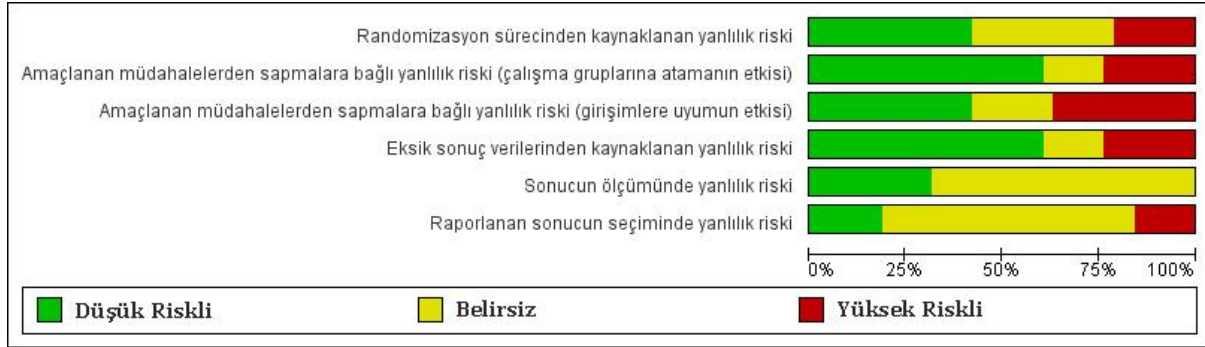 Randomizasyon sürecinden kaynaklanan yanlılık riski
Amaçlanan müdahalelerden sapmalara bağlı yanlılık riski (çalışma gruplarına atamanın etkisi)
Amaçlanan müdahalelerden sapmalara bağlı yanlılık riski (girişimlere uyumun etkisi)
Eksik sonuç verilerinden kaynaklanan yanlılık riski
Sonucun ölçümünde yanlılık riski
Raporlanan sonucun seçiminde yanlılık riski
0% 25% 50% 75% 100%
Düşük Riskli Belirsiz Yüksek Riskli